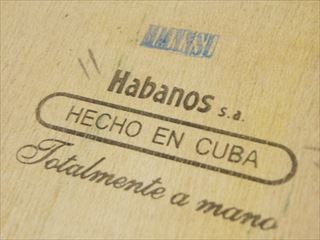 Habanos s.a.
HECHO EN CUBA
Totalmente a mano